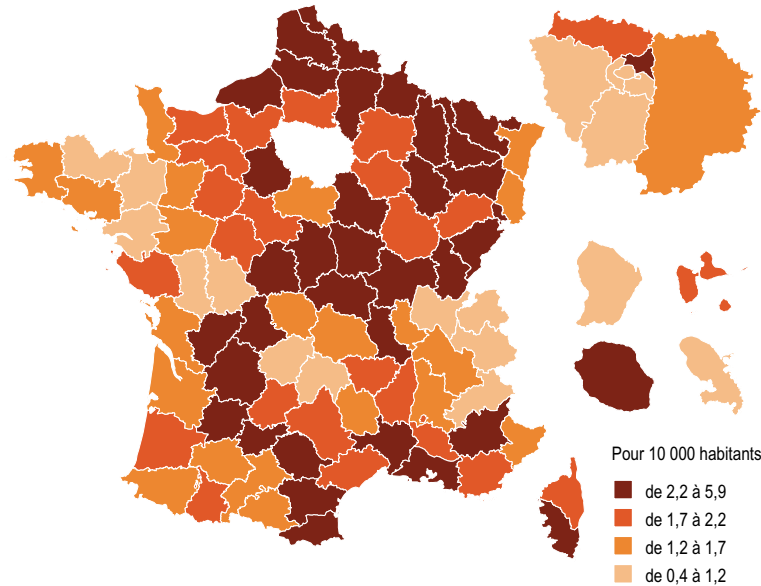 Pour 10 000 habitants
de 2,2 à 5,9
de 1,7 à 2,2
de 1,2 à 1,7
de 0,4 à 1,2